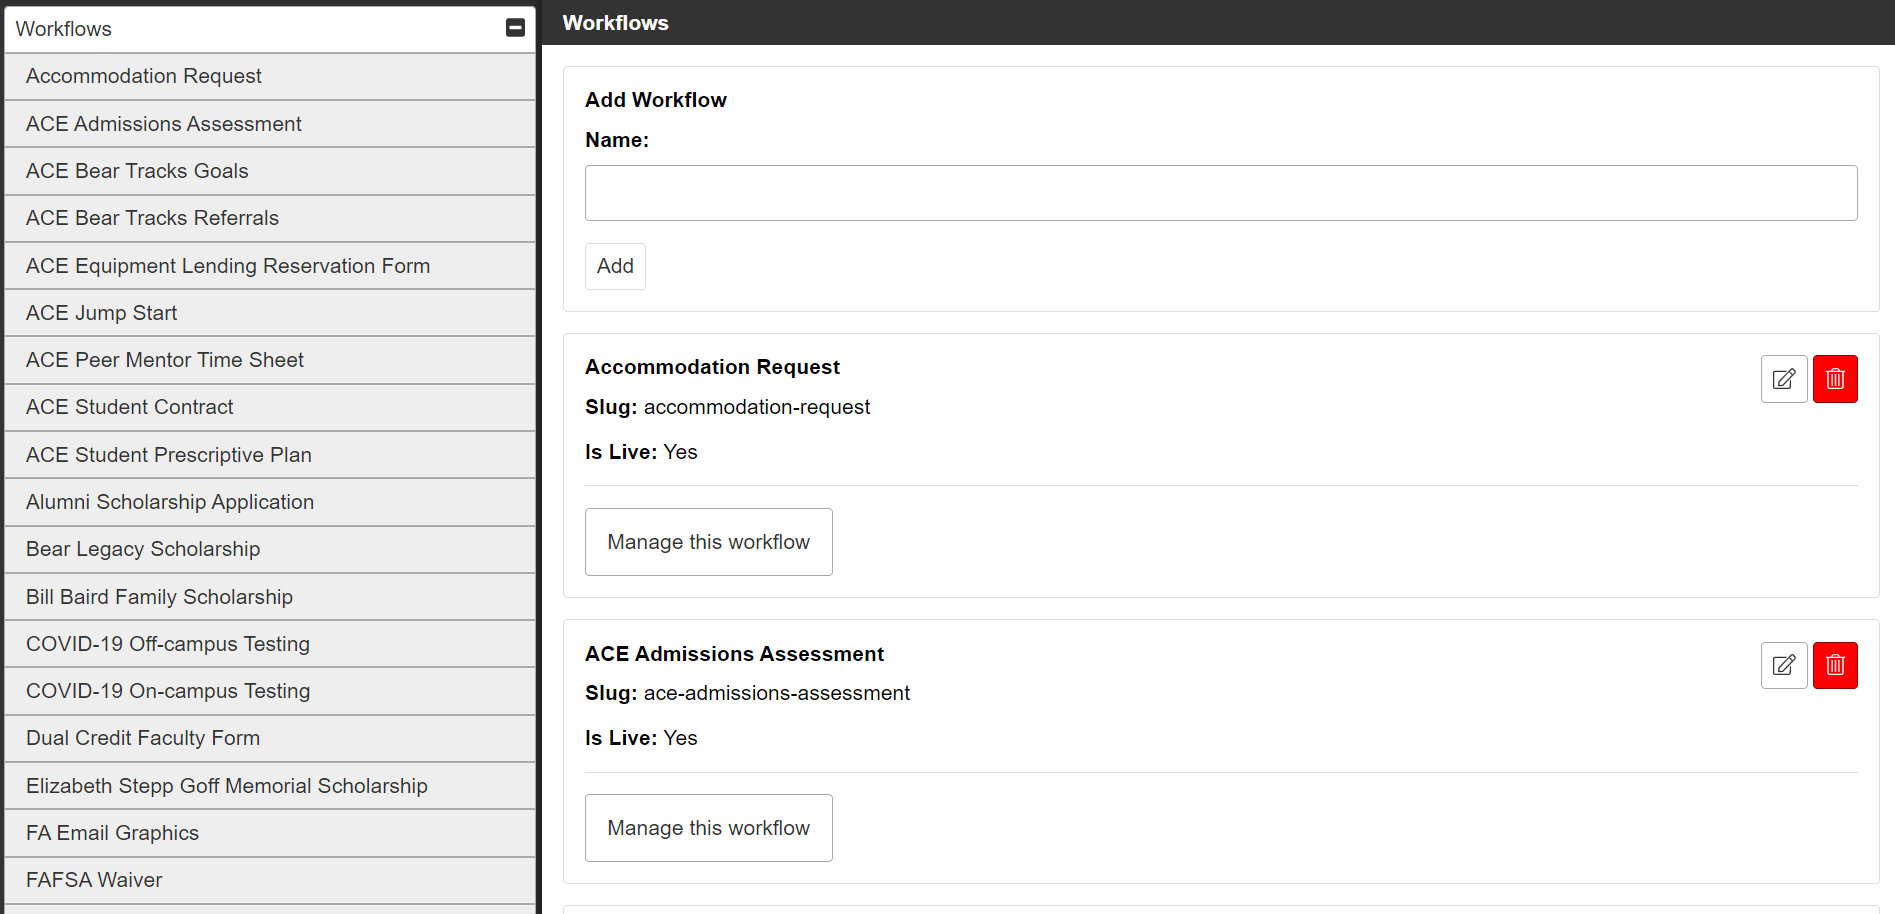 Workflows
Accommodation Request
ACE Admissions Assessment
ACE Bear Tracks Goals
ACE Bear Tracks Referrals
ACE Equipment Lending Reservation Form
ACE Jump Start
ACE Peer Mentor Time Sheet
ACE Student Contract
ACE Student Prescriptive Plan
Alumni Scholarship Application
Bear Legacy Scholarship
Bill Baird Family Scholarship
COVID-19 Off-campus Testing
COVID-19 On-campus Testing
Dual Credit Faculty Form
Elizabeth Stepp Goff Memorial Scholarship
FA Email Graphics
FAFSA Waiver
Workflows
Add Workflow
Name:
Add
Accommodation Request
Slug: accommodation-request
Is Live: Yes
Manage this workflow
ACE Admissions Assessment
Slug: ace-admissions-assessment
Is Live: Yes
Manage this workflow